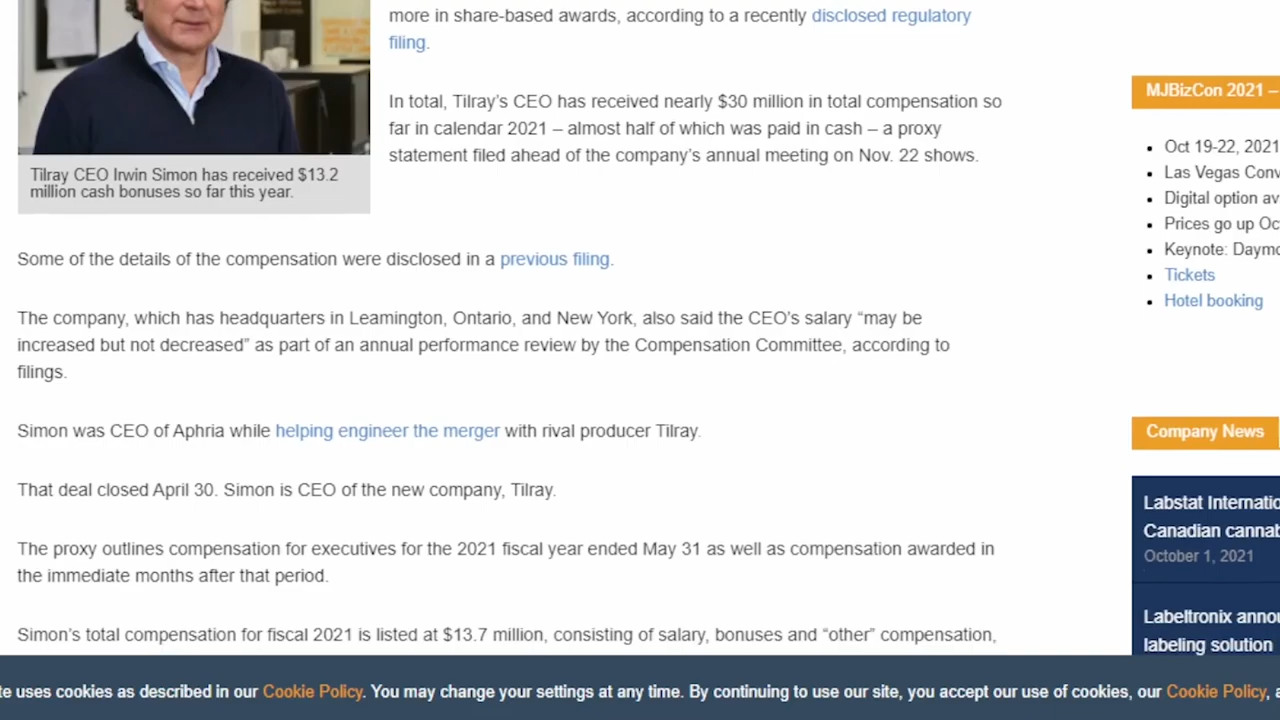 more in share-based awards, according to a recently disclosed regulatory
filing.
In total, Tilray’s CEO has received nearly $30 million in total compensation so
far in calendar 2021 – almost half of which was paid in cash – a proxy
statement filed ahead of the company’s annual meeting on Nov. 22 shows.
Tilray CEO Irwin Simon has received $13.2
million cash bonuses so far this year.
Some of the details of the compensation were disclosed in a previous filing.
The company, which has headquarters in Leamington, Ontario, and New York, also said the CEO’s salary “may be
increased but not decreased” as part of an annual performance review by the Compensation Committee, according to
filings.
Simon was CEO of Aphria while helping engineer the merger with rival producer Tilray.
That deal closed April 30. Simon is CEO of the new company, Tilray.
The proxy outlines compensation for executives for the 2021 fiscal year ended May 31 as well as compensation awarded in
the immediate months after that period.
Simon’s total compensation for fiscal 2021 is listed at $13.7 million, consisting of salary, bonuses and “other” compensation,
MJBizCon 2021 –
Oct 19-22, 2021
Las Vegas Conv
Digital option av
Prices go up Oc
Keynote: Daymo
Tickets
Hotel booking
Company News
Labstat Internatio
Canadian cannab
October 1, 2021
Labeltronix annou
labeling solution
te uses cookies as described in our Cookie Policy. You may change your settings at any time. By continuing to use our site, you accept our use of cookies, our Cookie Policy, a